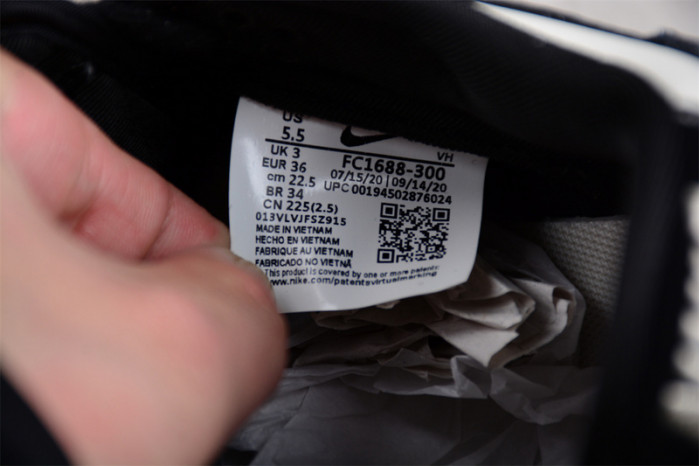 US
5.5
VH
UK 3
FC1688-300
EUR 36
07/15/20 | 09/14/20
cm 22.5
UPC 00194502876024
BR 34
CN 225(2.5)
013VLVJFSZ915
MADE IN VIETNAM
HECHO EN VIETNAM
FABRIQUE AU VIETNAM
FABRICADO NO VIETNÃ
This product is covered by one or more patents:
www.nike.com/patentsvirtualmarking